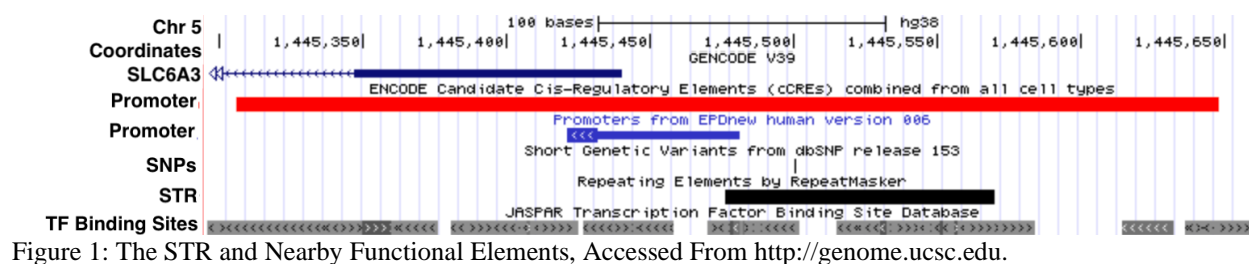 Chr 5
Coordinates
100 bases hg38
1,445,350| 1,445,400| 1,445,450| 1,445,500| 1,445,550| 1,445,600| 1,445,650|
GENCODE V39
SLC6A3
ENCODE Candidate Cis-Regulatory Elements (cCREs) combined from all cell types
Promoter
Promoters from EPDnew human version 006
Promoter
Short Genetic Variants from dbSNP release 153
SNPs
Repeating Elements by RepeatMasker
STR
JASPAR Transcription Factor Binding Site Database
TF Binding Sites
Figure 1: The STR and Nearby Functional Elements, Accessed From http://genome.ucsc.edu.